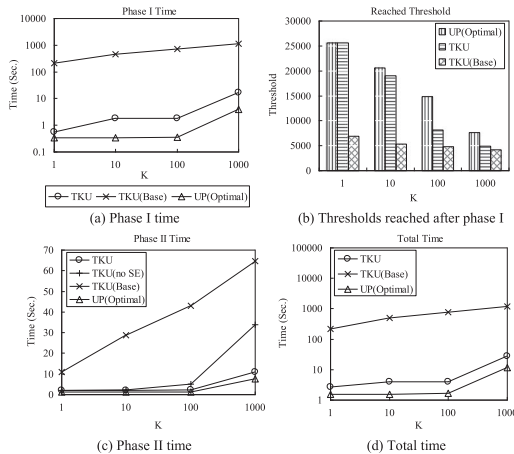 Phase I Time
10000
1000
100
10
1
0.1
Time (Sec.)
1 10 100 1000
K
TKU TKU(Base) UP(Optimal)
(a) Phase I time
Reached Threshold
30000
25000
20000
15000
10000
5000
0
Threshold
UP(Optimal)
TKU
TKU(Base)
1 10 100 1000
K
(b) Thresholds reached after phase I
Phase II Time
70
60
50
40
30
20
10
0
Time (Sec.)
TKU
TKU(no SE)
TKU(Base)
UP(Optimal)
1 10 100 1000
K
(c) Phase II time
Total Time
100000
10000
1000
100
10
1
Time (Sec.)
TKU
TKU(Base)
UP(Optimal)
1 10 100 1000
K
(d) Total time